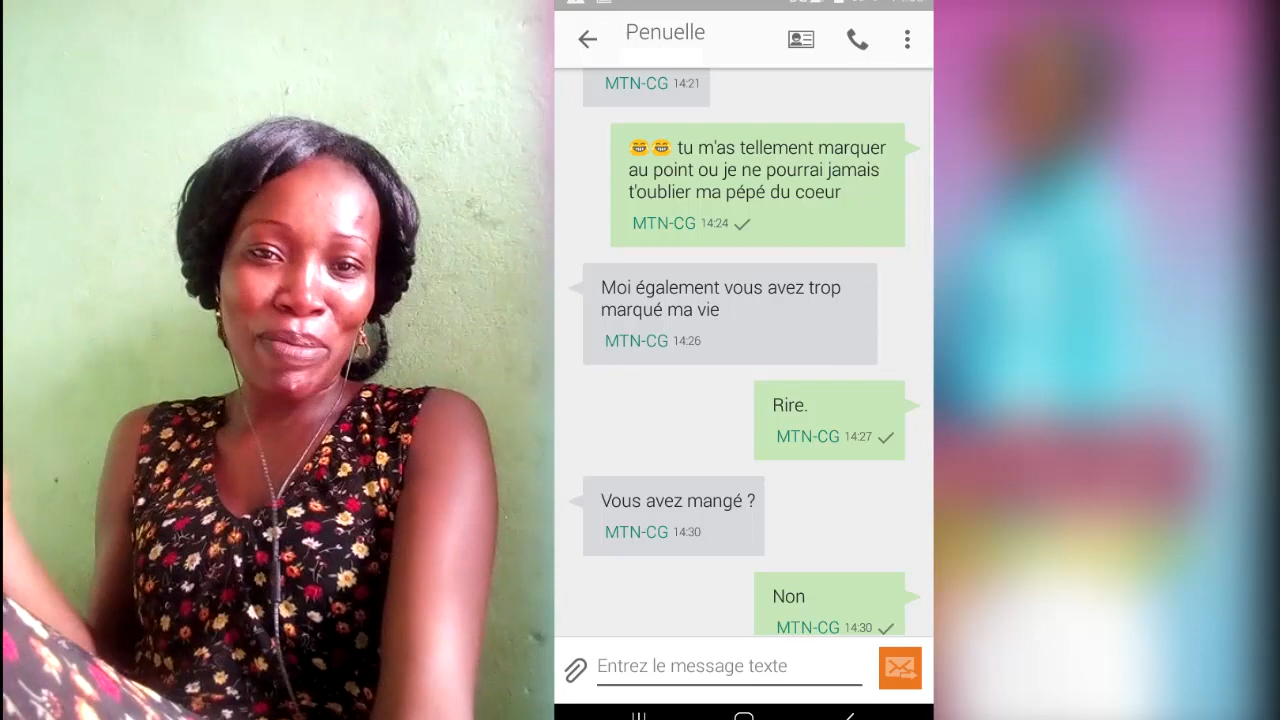 Penuelle
MTN-CG 14:21
😂😂 tu m'as tellement marquer
au point ou je ne pourrai jamais
t'oublier ma pépé du coeur
MTN-CG 14:24
Moi également vous avez trop
marqué ma vie
MTN-CG 14:26
Rire.
MTN-CG 14:27
Vous avez mangé ?
MTN-CG 14:30
Non
MTN-CG 14:30
Entrez le message texte